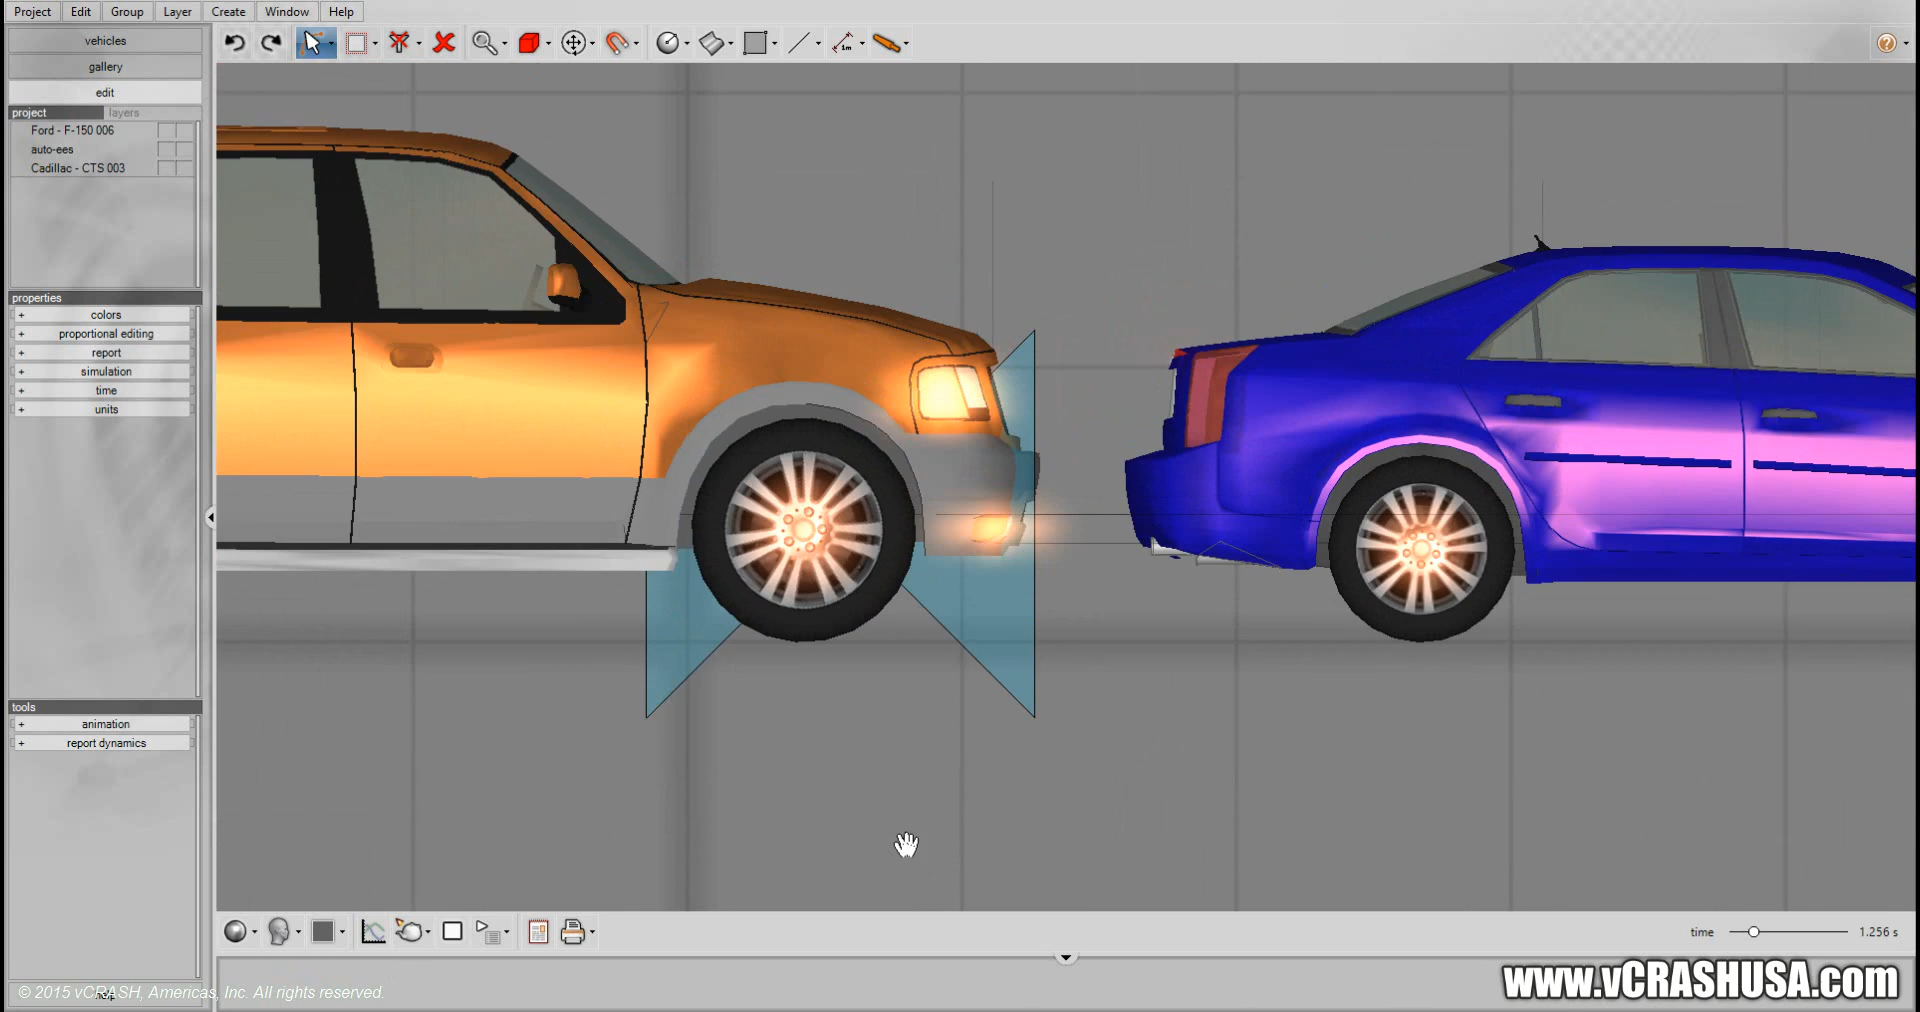 Project Edit Group Layer Create Window Help
vehicles
gallery
edit
project layers
Ford - F-150 006
auto-ees
Cadillac - CTS 003
properties
+ colors
+ proportional editing
+ report
+ simulation
+ time
+ units
tools
+ animation
+ report dynamics
1m
?
time 1.256 s
help
© 2015 vCRASH, Americas, Inc. All rights reserved.
www.vCRASHUSA.com